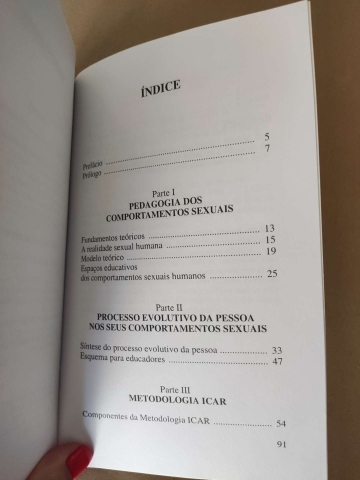 ÍNDICE
Prefácio ........ 5
Prólogo ........ 7
Parte I
PEDAGOGIA DOS
COMPORTAMENTOS SEXUAIS
Fundamentos teóricos ........ 13
A realidade sexual humana ........ 15
Modelo teórico ........ 19
Espaços educativos
dos comportamentos sexuais humanos ........ 25
Parte II
PROCESSO EVOLUTIVO DA PESSOA
NOS SEUS COMPORTAMENTOS SEXUAIS
Síntese do processo evolutivo da pessoa ........ 33
Esquema para educadores ........ 47
Parte III
METODOLOGIA ICAR
Componentes da Metodologia ICAR ........ 54
91